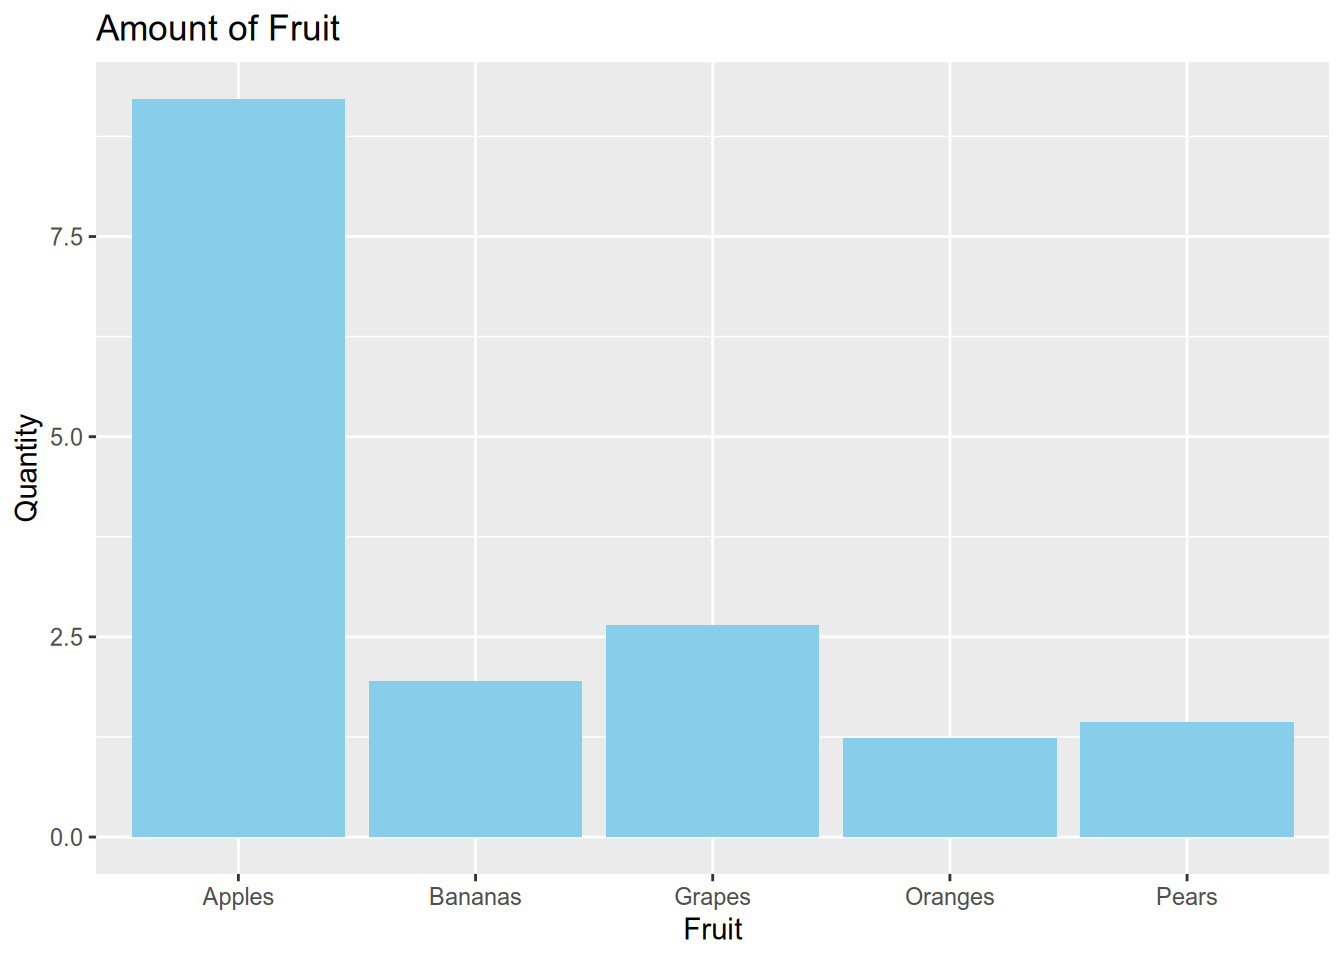 Amount of Fruit
Quantity
7.5
5.0
2.5
0.0
Apples Bananas Grapes Oranges Pears
Fruit